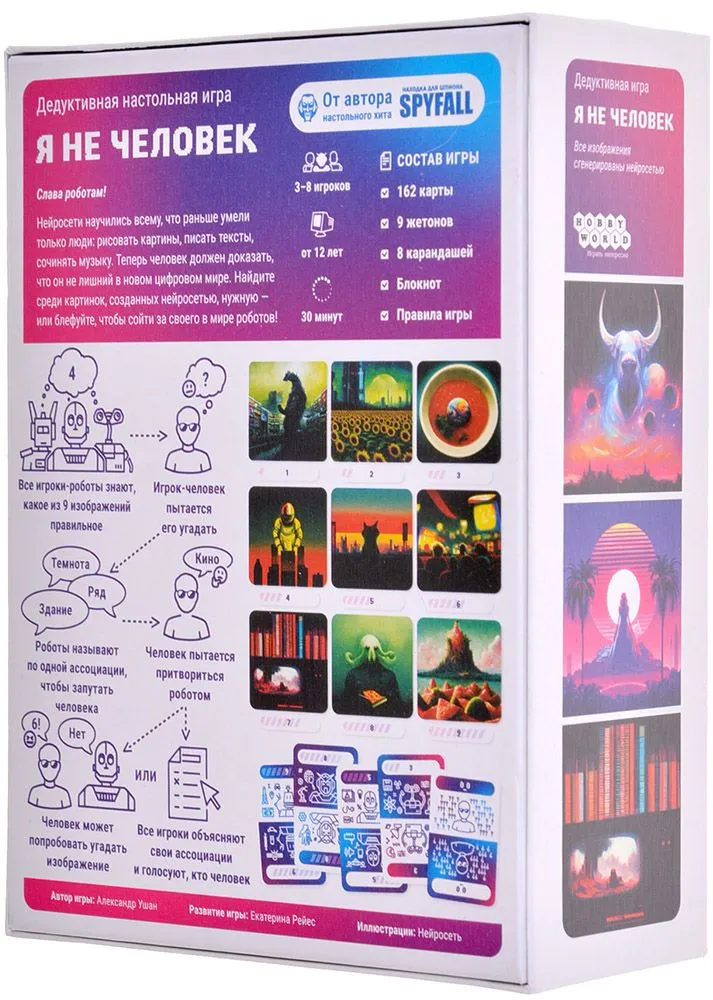 Дедуктивная настольная игра
Я НЕ ЧЕЛОВЕК
От автора
настольного хита
НАХОДКА ДЛЯ ШПИОНА
SPYFALL
Слава роботам!
Нейросети научились всему, что раньше умели
только люди: рисовать картины, писать тексты,
сочинять музыку. Теперь человек должен доказать,
что он не лишний в новом цифровом мире. Найдите
среди картинок, созданных нейросетью, нужную —
или блефуйте, чтобы сойти за своего в мире роботов!
3–8 игроков
от 12 лет
30 минут
СОСТАВ ИГРЫ
162 карты
9 жетонов
8 карандашей
Блокнот
Правила игры
4
?
Все игроки-роботы знают,
какое из 9 изображений
правильное
Игрок-человек
пытается
его угадать
Темнота
Ряд
Здание
Кино
Роботы называют
по одной ассоциации,
чтобы запутать
человека
Человек пытается
притвориться
роботом
6!
Нет
ИЛИ
Человек может
попробовать угадать
изображение
Все игроки объясняют
свои ассоциации
и голосуют, кто человек
1
2
3
4
5
6
7
8
9
Автор игры: Александр Ушан
Развитие игры: Екатерина Рейес
Иллюстрации: Нейросеть
Дедуктивная игра
Я НЕ ЧЕЛОВЕК
Все изображения
сгенерированы нейросетью
HOBBY
WORLD
Играть интересно